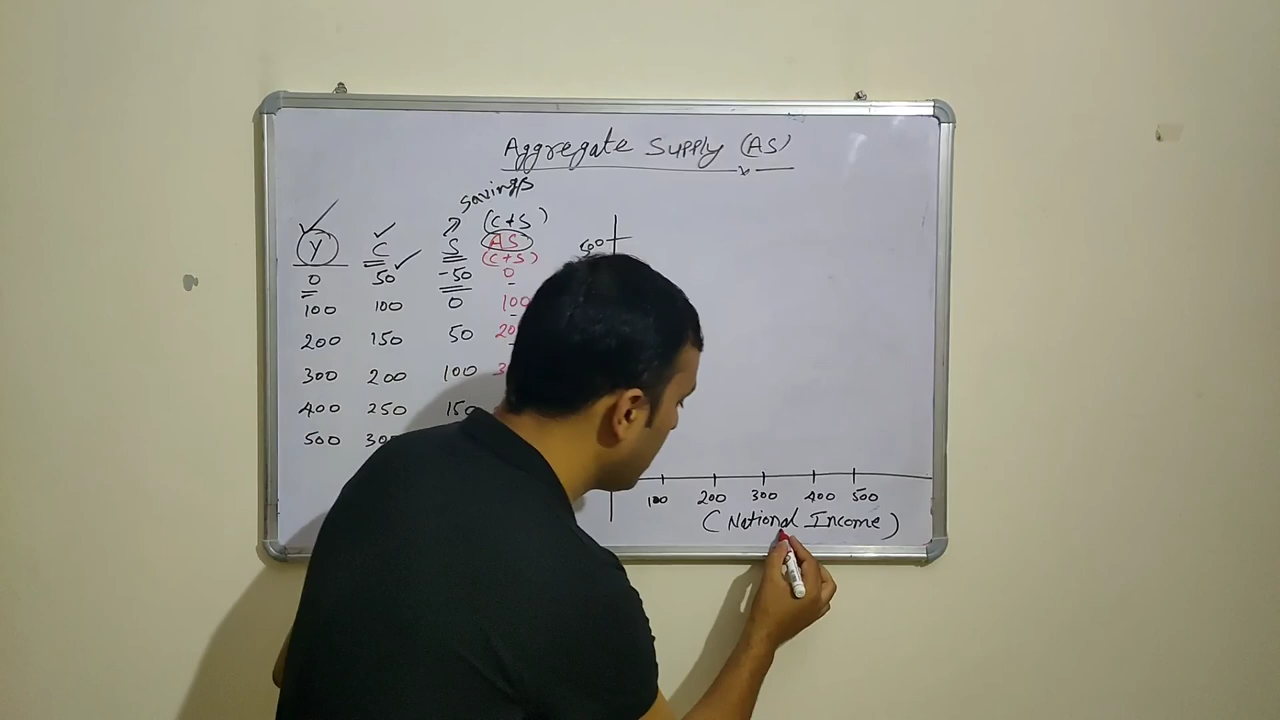 Aggregate Supply (AS)
savings
(C+S)
Y C S AS
(C+S)
0 50 -50 0
100 100 0 100
200 150 50
300 200 100
400 250 150
500
500
100 200 300 400 500
(National Income)